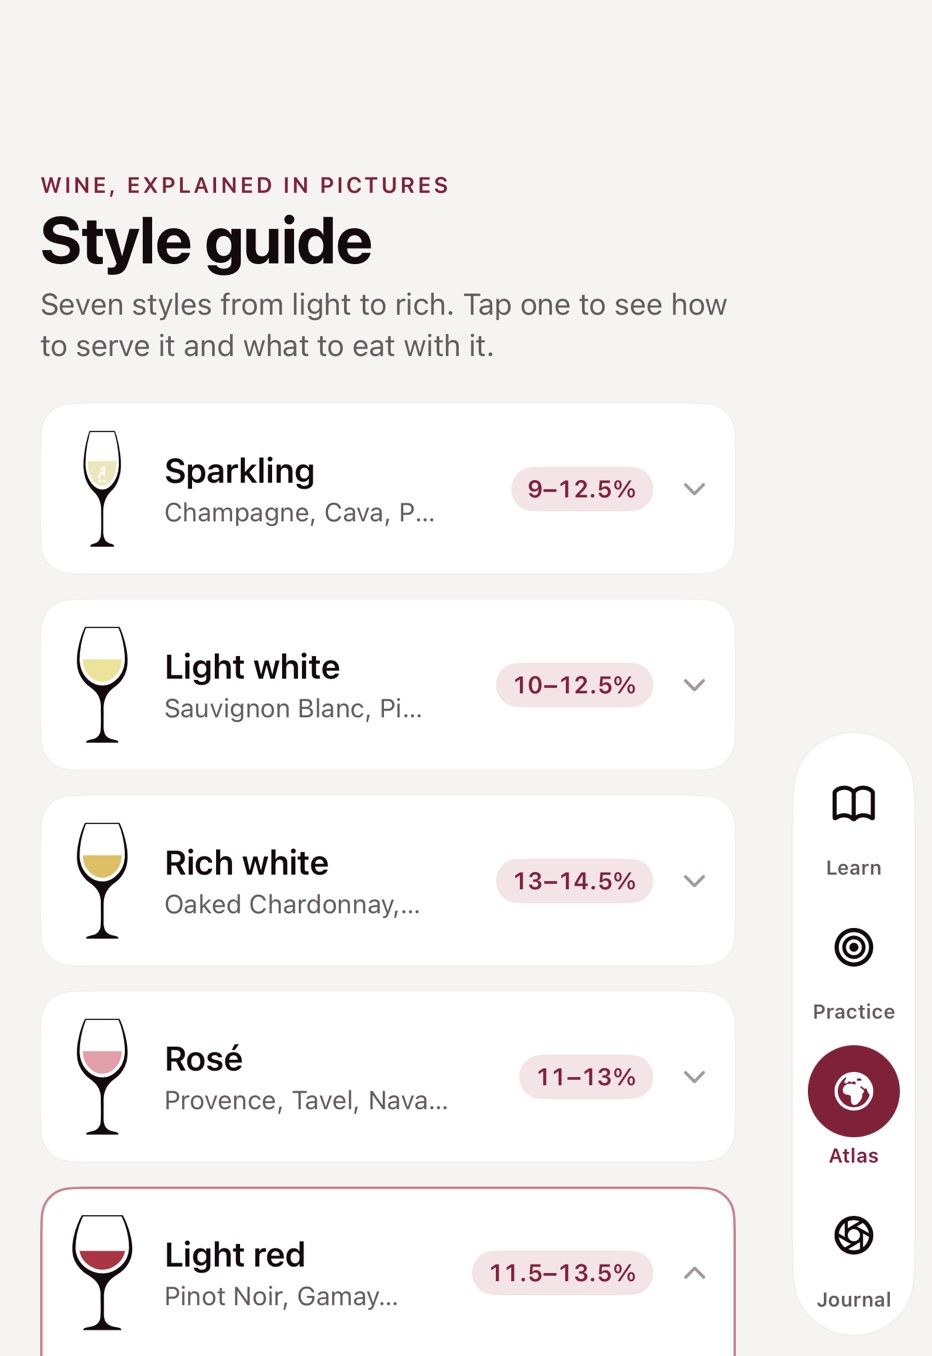 WINE, EXPLAINED IN PICTURES
Style guide
Seven styles from light to rich. Tap one to see how
to serve it and what to eat with it.
Sparkling
Champagne, Cava, P...
9–12.5%
Light white
Sauvignon Blanc, Pi...
10–12.5%
Rich white
Oaked Chardonnay,...
13–14.5%
Rosé
Provence, Tavel, Nava...
11–13%
Light red
Pinot Noir, Gamay...
11.5–13.5%
Learn
Practice
Atlas
Journal